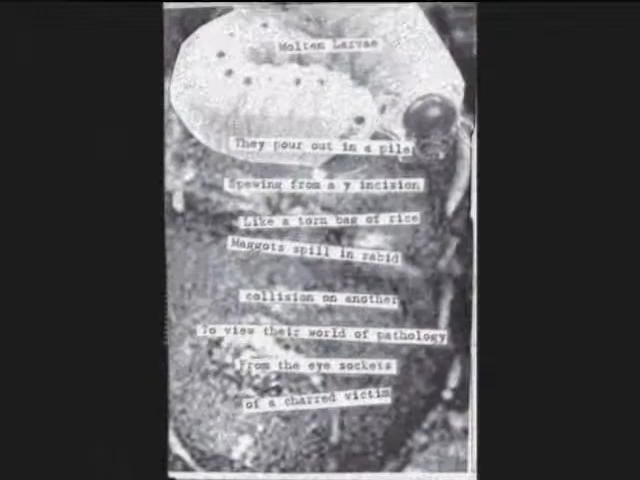 Molten Larvae
They pour out in a pile
Spewing from a y incision
Like a torn bag of rice
Maggots spill in rabid
collision on another
To view their world of pathology
From the eye sockets
of a charred victim